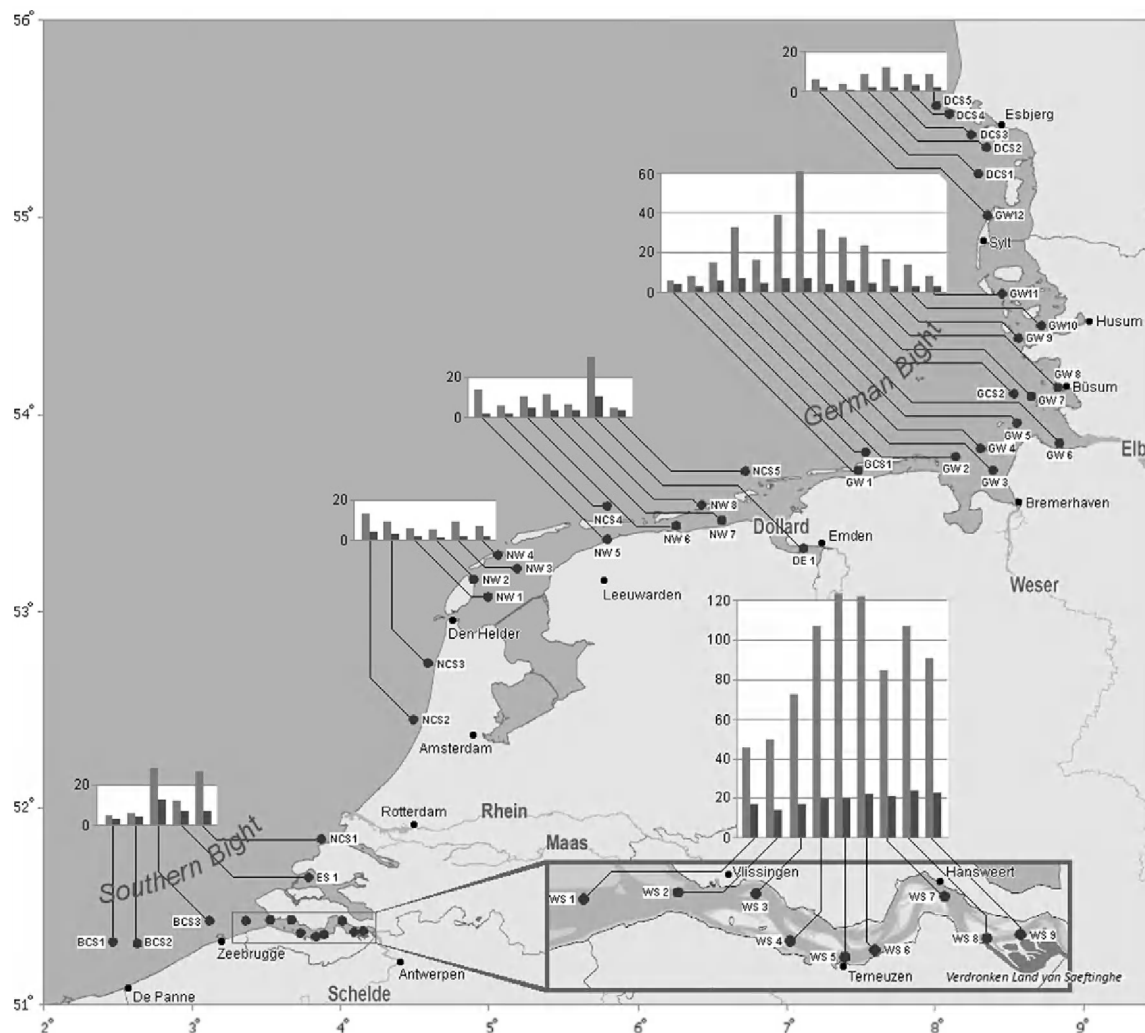 56°
20
0
DCS5
DCS4
Esbjerg
DCS3
DCS2
DCS1
60
40
20
0
55°
GW12
Sylt
GW11
GW10
Husum
GW 9
German Bight
GW 8
Büsum
GCS2
GW 7
20
0
54°
GW 5
GW 4
GW 6
Elb
GCS1
GW 2
GW 3
GW 1
NCS5
Bremerhaven
20
0
NCS4
NW 8
NW 7
Dollard
NW 6
NW 5
Emden
DE 1
NW 4
NW 3
NW 2
NW 1
Leeuwarden
Weser
53°
Den Helder
120
100
80
60
40
20
0
NCS3
NCS2
Amsterdam
20
0
52°
Rotterdam
Rhein
NCS1
Maas
Southern Bight
ES 1
Vlissingen
Hansweert
WS 1
WS 2
WS 3
WS 7
BCS3
WS 4
WS 8
WS 9
BCS1
BCS2
WS 5
WS 6
Zeebrugge
Antwerpen
Terneuzen
Verdronken Land van Saeftinghe
De Panne
Schelde
51°
2°
3°
4°
5°
6°
7°
8°
9°